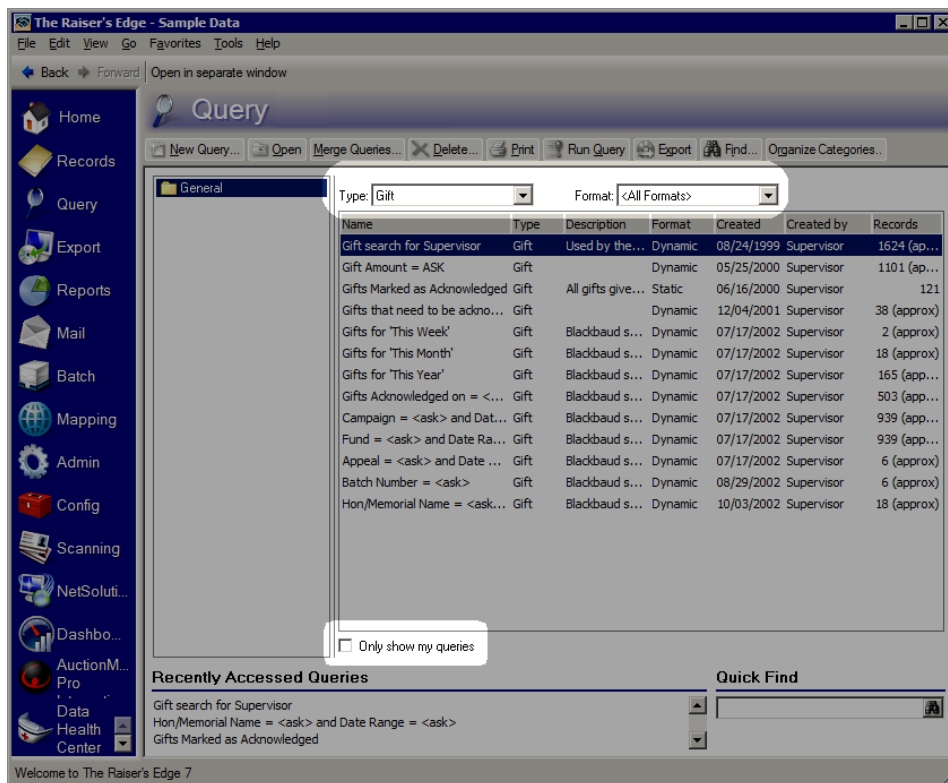 The Raiser's Edge - Sample Data
File Edit View Go Favorites Tools Help
Back Forward Open in separate window
Query
New Query... Open Merge Queries... Delete... Print Run Query Export Find... Organize Categories..
Home
Records
Query
Export
Reports
Mail
Batch
Mapping
Admin
Config
Scanning
NetSoluti...
Dashbo...
AuctionM...
Pro
Data
Health
Center
General
Type: Gift Format: <All Formats>
Name Type Description Format Created Created by Records
Gift search for Supervisor Gift Used by the... Dynamic 08/24/1999 Supervisor 1624 (ap...
Gift Amount = ASK Gift Dynamic 05/25/2000 Supervisor 1101 (ap...
Gifts Marked as Acknowledged Gift All gifts give... Static 06/16/2000 Supervisor 121
Gifts that need to be ackno... Gift Dynamic 12/04/2001 Supervisor 38 (approx)
Gifts for 'This Week' Gift Blackbaud s... Dynamic 07/17/2002 Supervisor 2 (approx)
Gifts for 'This Month' Gift Blackbaud s... Dynamic 07/17/2002 Supervisor 18 (approx)
Gifts for 'This Year' Gift Blackbaud s... Dynamic 07/17/2002 Supervisor 165 (app...
Gifts Acknowledged on = <... Gift Blackbaud s... Dynamic 07/17/2002 Supervisor 503 (app...
Campaign = <ask> and Dat... Gift Blackbaud s... Dynamic 07/17/2002 Supervisor 939 (app...
Fund = <ask> and Date Ra... Gift Blackbaud s... Dynamic 07/17/2002 Supervisor 939 (app...
Appeal = <ask> and Date ... Gift Blackbaud s... Dynamic 07/17/2002 Supervisor 6 (approx)
Batch Number = <ask> Gift Blackbaud s... Dynamic 08/29/2002 Supervisor 6 (approx)
Hon/Memorial Name = <ask... Gift Blackbaud s... Dynamic 10/03/2002 Supervisor 18 (approx)
Only show my queries
Recently Accessed Queries
Gift search for Supervisor
Hon/Memorial Name = <ask> and Date Range = <ask>
Gifts Marked as Acknowledged
Quick Find
Welcome to The Raiser's Edge 7